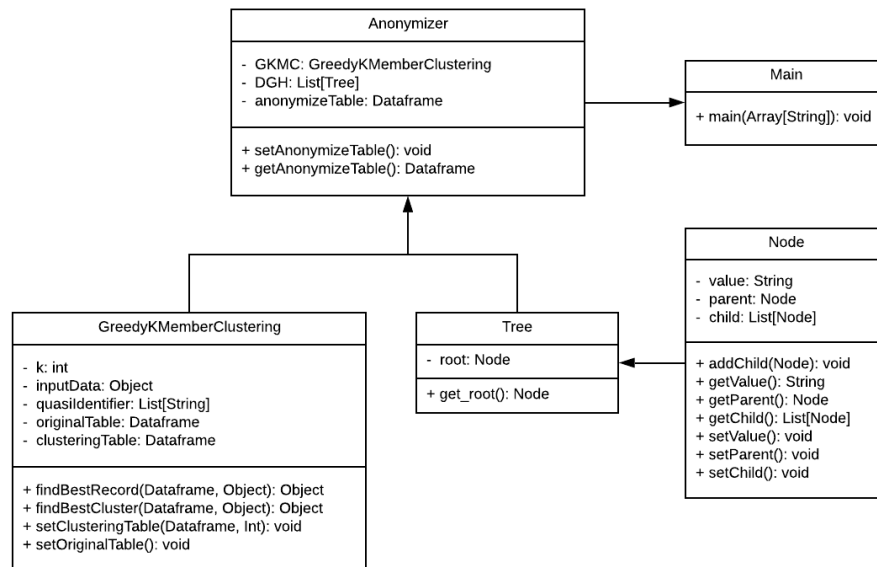 Anonymizer
- GKMC: GreedyKMemberClustering
- DGH: List[Tree]
- anonymizeTable: Dataframe
+ setAnonymizeTable(): void
+ getAnonymizeTable(): Dataframe
Main
+ main(Array[String]): void
Node
- value: String
- parent: Node
- child: List[Node]
+ addChild(Node): void
+ getValue(): String
+ getParent(): Node
+ getChild(): List[Node]
+ setValue(): void
+ setParent(): void
+ setChild(): void
GreedyKMemberClustering
- k: int
- inputData: Object
- quasiIdentifier: List[String]
- originalTable: Dataframe
- clusteringTable: Dataframe
+ findBestRecord(Dataframe, Object): Object
+ findBestCluster(Dataframe, Object): Object
+ setClusteringTable(Dataframe, Int): void
+ setOriginalTable(): void
Tree
- root: Node
+ get_root(): Node